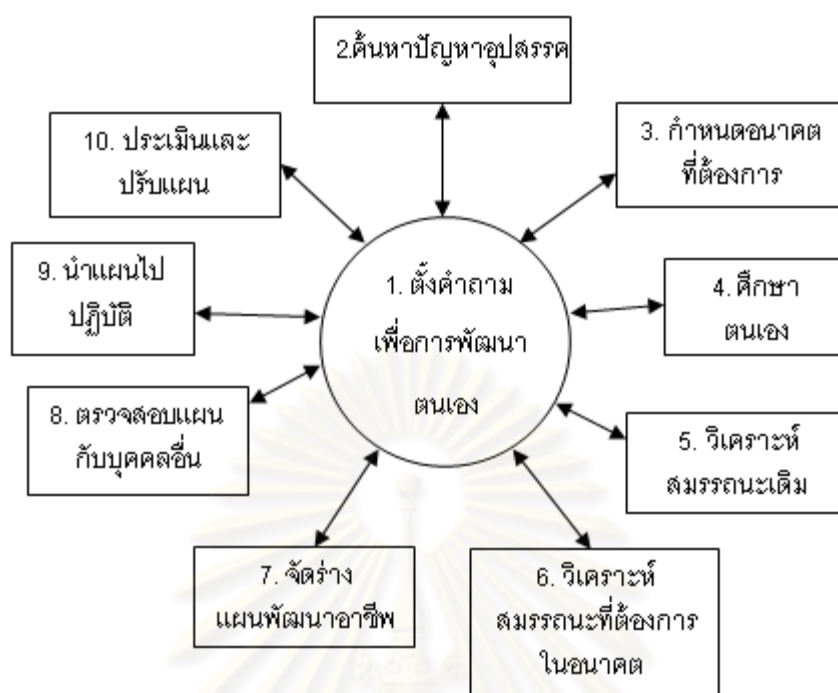 1. ตั้งคำถาม
เพื่อการพัฒนา
ตนเอง
2.ค้นหาปัญหาอุปสรรค
3. กำหนดอนาคต
ที่ต้องการ
4. ศึกษา
ตนเอง
5. วิเคราะห์
สมรรถนะเดิม
6. วิเคราะห์
สมรรถนะที่ต้องการ
ในอนาคต
7. จัดร่าง
แผนพัฒนาอาชีพ
8. ตรวจสอบแผน
กับบุคคลอื่น
9. นำแผนไป
ปฏิบัติ
10. ประเมินและ
ปรับแผน